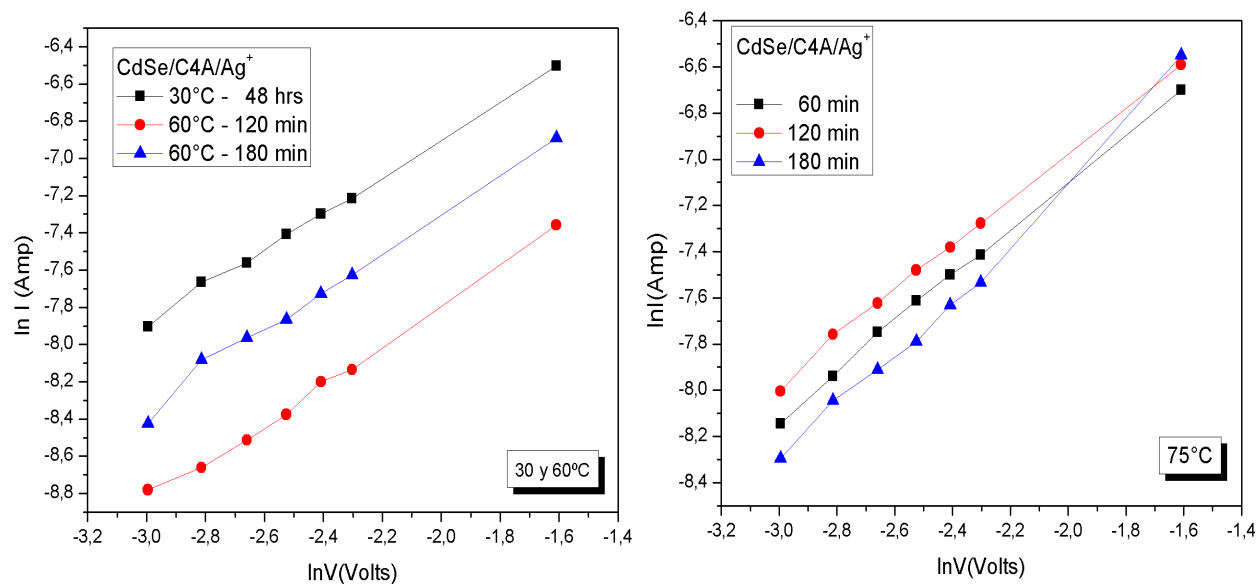 CdSe/C4A/Ag⁺
30°C - 48 hrs
60°C - 120 min
60°C - 180 min
-6,4
-6,6
-6,8
-7,0
-7,2
-7,4
-7,6
-7,8
-8,0
-8,2
-8,4
-8,6
-8,8
ln I (Amp)
30 y 60ºC
-3,2 -3,0 -2,8 -2,6 -2,4 -2,2 -2,0 -1,8 -1,6 -1,4
lnV(Volts)
CdSe/C4A/Ag⁺
60 min
120 min
180 min
-6,4
-6,6
-6,8
-7,0
-7,2
-7,4
-7,6
-7,8
-8,0
-8,2
-8,4
lnI(Amp)
75°C
-3,2 -3,0 -2,8 -2,6 -2,4 -2,2 -2,0 -1,8 -1,6 -1,4
lnV(Volts)